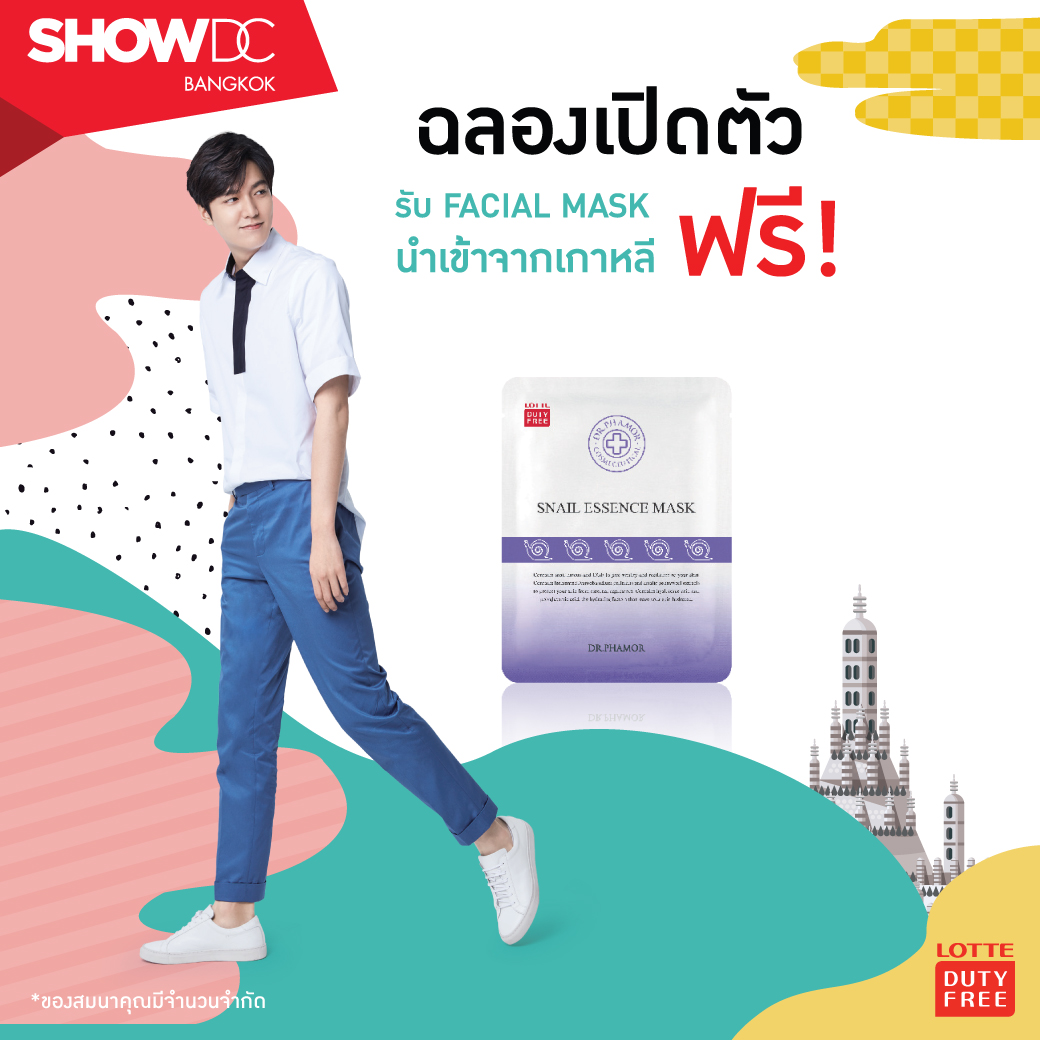 SHOWDC
BANGKOK
ฉลองเปิดตัว
รับ FACIAL MASK
นำเข้าจากเกาหลี
ฟรี!
LOTTE
DUTY
FREE
DR.PHAMOR
COSMECEUTICAL
SNAIL ESSENCE MASK
DR.PHAMOR
*ของสมนาคุณมีจำนวนจำกัด
LOTTE
DUTY
FREE